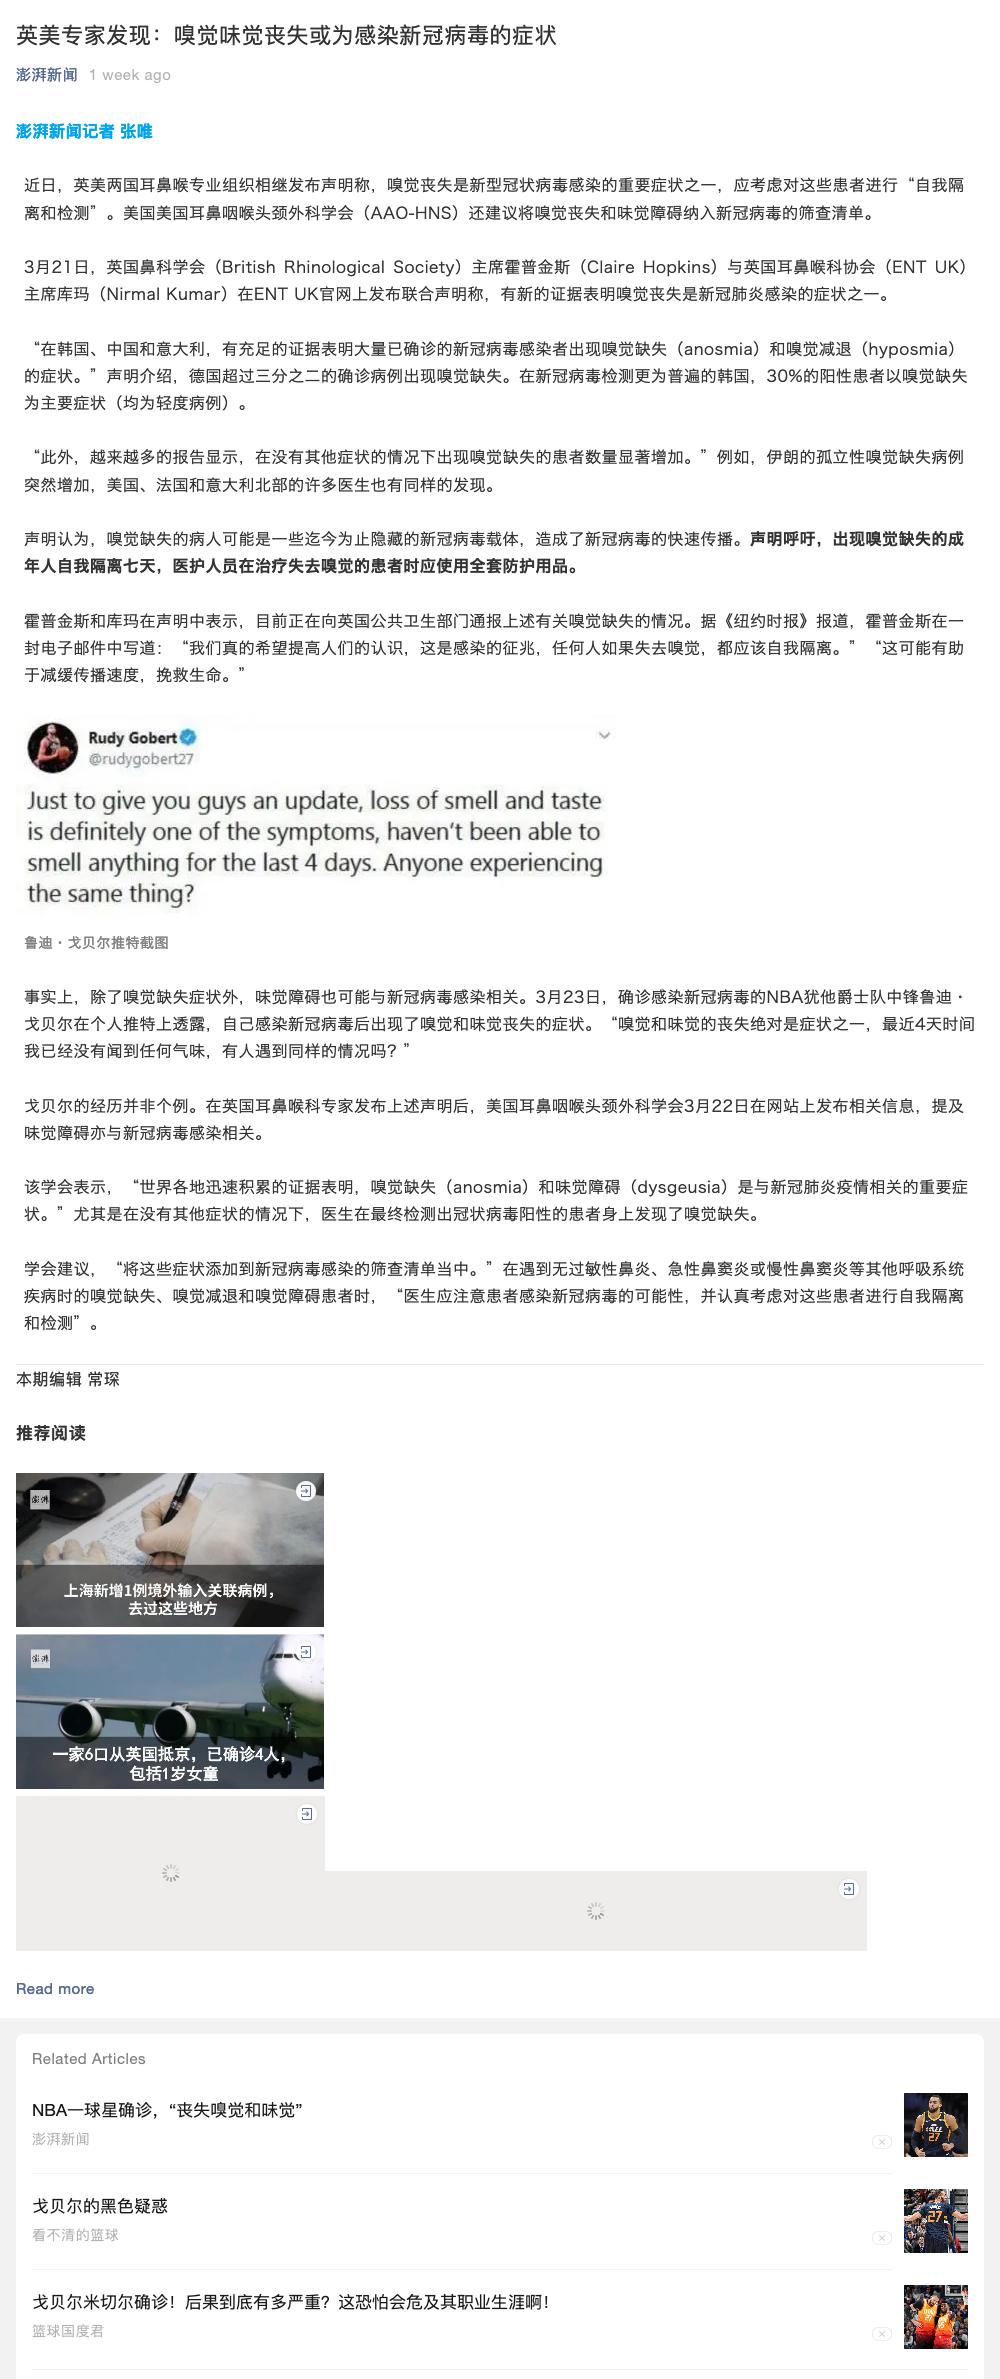 英美专家发现：嗅觉味觉丧失或为感染新冠病毒的症状
澎湃新闻 1 week ago
澎湃新闻记者 张唯
近日，英美两国耳鼻喉专业组织相继发布声明称，嗅觉丧失是新型冠状病毒感染的重要症状之一，应考虑对这些患者进行“自我隔
离和检测”。美国美国耳鼻咽喉头颈外科学会（AAO-HNS）还建议将嗅觉丧失和味觉障碍纳入新冠病毒的筛查清单。
3月21日，英国鼻科学会（British Rhinological Society）主席霍普金斯（Claire Hopkins）与英国耳鼻喉科协会（ENT UK）
主席库玛（Nirmal Kumar）在ENT UK官网上发布联合声明称，有新的证据表明嗅觉丧失是新冠肺炎感染的症状之一。
“在韩国、中国和意大利，有充足的证据表明大量已确诊的新冠病毒感染者出现嗅觉缺失（anosmia）和嗅觉减退（hyposmia）
的症状。”声明介绍，德国超过三分之二的确诊病例出现嗅觉缺失。在新冠病毒检测更为普遍的韩国，30%的阳性患者以嗅觉缺失
为主要症状（均为轻度病例）。
“此外，越来越多的报告显示，在没有其他症状的情况下出现嗅觉缺失的患者数量显著增加。”例如，伊朗的孤立性嗅觉缺失病例
突然增加，美国、法国和意大利北部的许多医生也有同样的发现。
声明认为，嗅觉缺失的病人可能是一些迄今为止隐藏的新冠病毒载体，造成了新冠病毒的快速传播。声明呼吁，出现嗅觉缺失的成
年人自我隔离七天，医护人员在治疗失去嗅觉的患者时应使用全套防护用品。
霍普金斯和库玛在声明中表示，目前正在向英国公共卫生部门通报上述有关嗅觉缺失的情况。据《纽约时报》报道，霍普金斯在一
封电子邮件中写道：“我们真的希望提高人们的认识，这是感染的征兆，任何人如果失去嗅觉，都应该自我隔离。”“这可能有助
于减缓传播速度，挽救生命。”
Rudy Gobert
@rudygobert27
Just to give you guys an update, loss of smell and taste
is definitely one of the symptoms, haven't been able to
smell anything for the last 4 days. Anyone experiencing
the same thing?
鲁迪·戈贝尔推特截图
事实上，除了嗅觉缺失症状外，味觉障碍也可能与新冠病毒感染相关。3月23日，确诊感染新冠病毒的NBA犹他爵士队中锋鲁迪·
戈贝尔在个人推特上透露，自己感染新冠病毒后出现了嗅觉和味觉丧失的症状。“嗅觉和味觉的丧失绝对是症状之一，最近4天时间
我已经没有闻到任何气味，有人遇到同样的情况吗？”
戈贝尔的经历并非个例。在英国耳鼻喉科专家发布上述声明后，美国耳鼻咽喉头颈外科学会3月22日在网站上发布相关信息，提及
味觉障碍亦与新冠病毒感染相关。
该学会表示，“世界各地迅速积累的证据表明，嗅觉缺失（anosmia）和味觉障碍（dysgeusia）是与新冠肺炎疫情相关的重要症
状。”尤其是在没有其他症状的情况下，医生在最终检测出冠状病毒阳性的患者身上发现了嗅觉缺失。
学会建议，“将这些症状添加到新冠病毒感染的筛查清单当中。”在遇到无过敏性鼻炎、急性鼻窦炎或慢性鼻窦炎等其他呼吸系统
疾病时的嗅觉缺失、嗅觉减退和嗅觉障碍患者时，“医生应注意患者感染新冠病毒的可能性，并认真考虑对这些患者进行自我隔离
和检测”。
本期编辑 常琛
推荐阅读
澎湃
上海新增1例境外输入关联病例，
去过这些地方
澎湃
一家6口从英国抵京，已确诊4人，
包括1岁女童
Read more
Related Articles
NBA一球星确诊，“丧失嗅觉和味觉”
澎湃新闻
27
戈贝尔的黑色疑惑
看不清的篮球
27
戈贝尔米切尔确诊！后果到底有多严重？这恐怕会危及其职业生涯啊！
篮球国度君